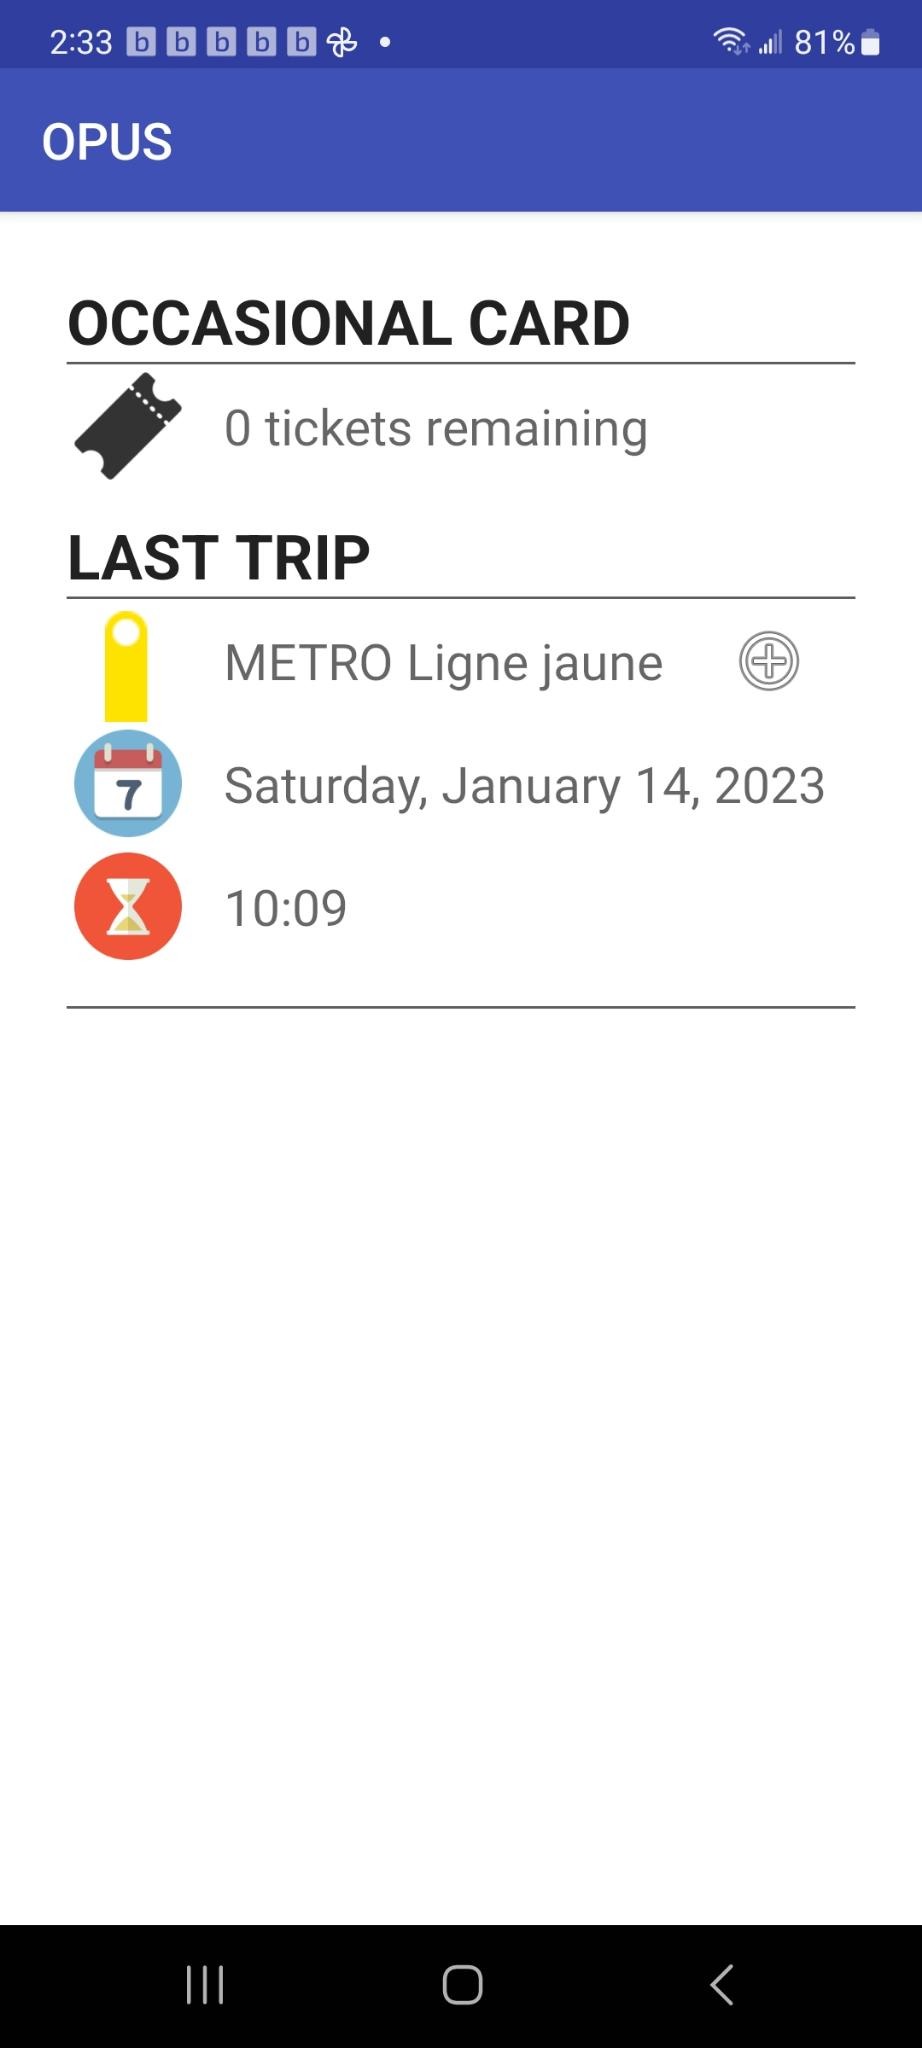 2:33 b b b b b 81%
OPUS
OCCASIONAL CARD
0 tickets remaining
LAST TRIP
METRO Ligne jaune
7 Saturday, January 14, 2023
10:09